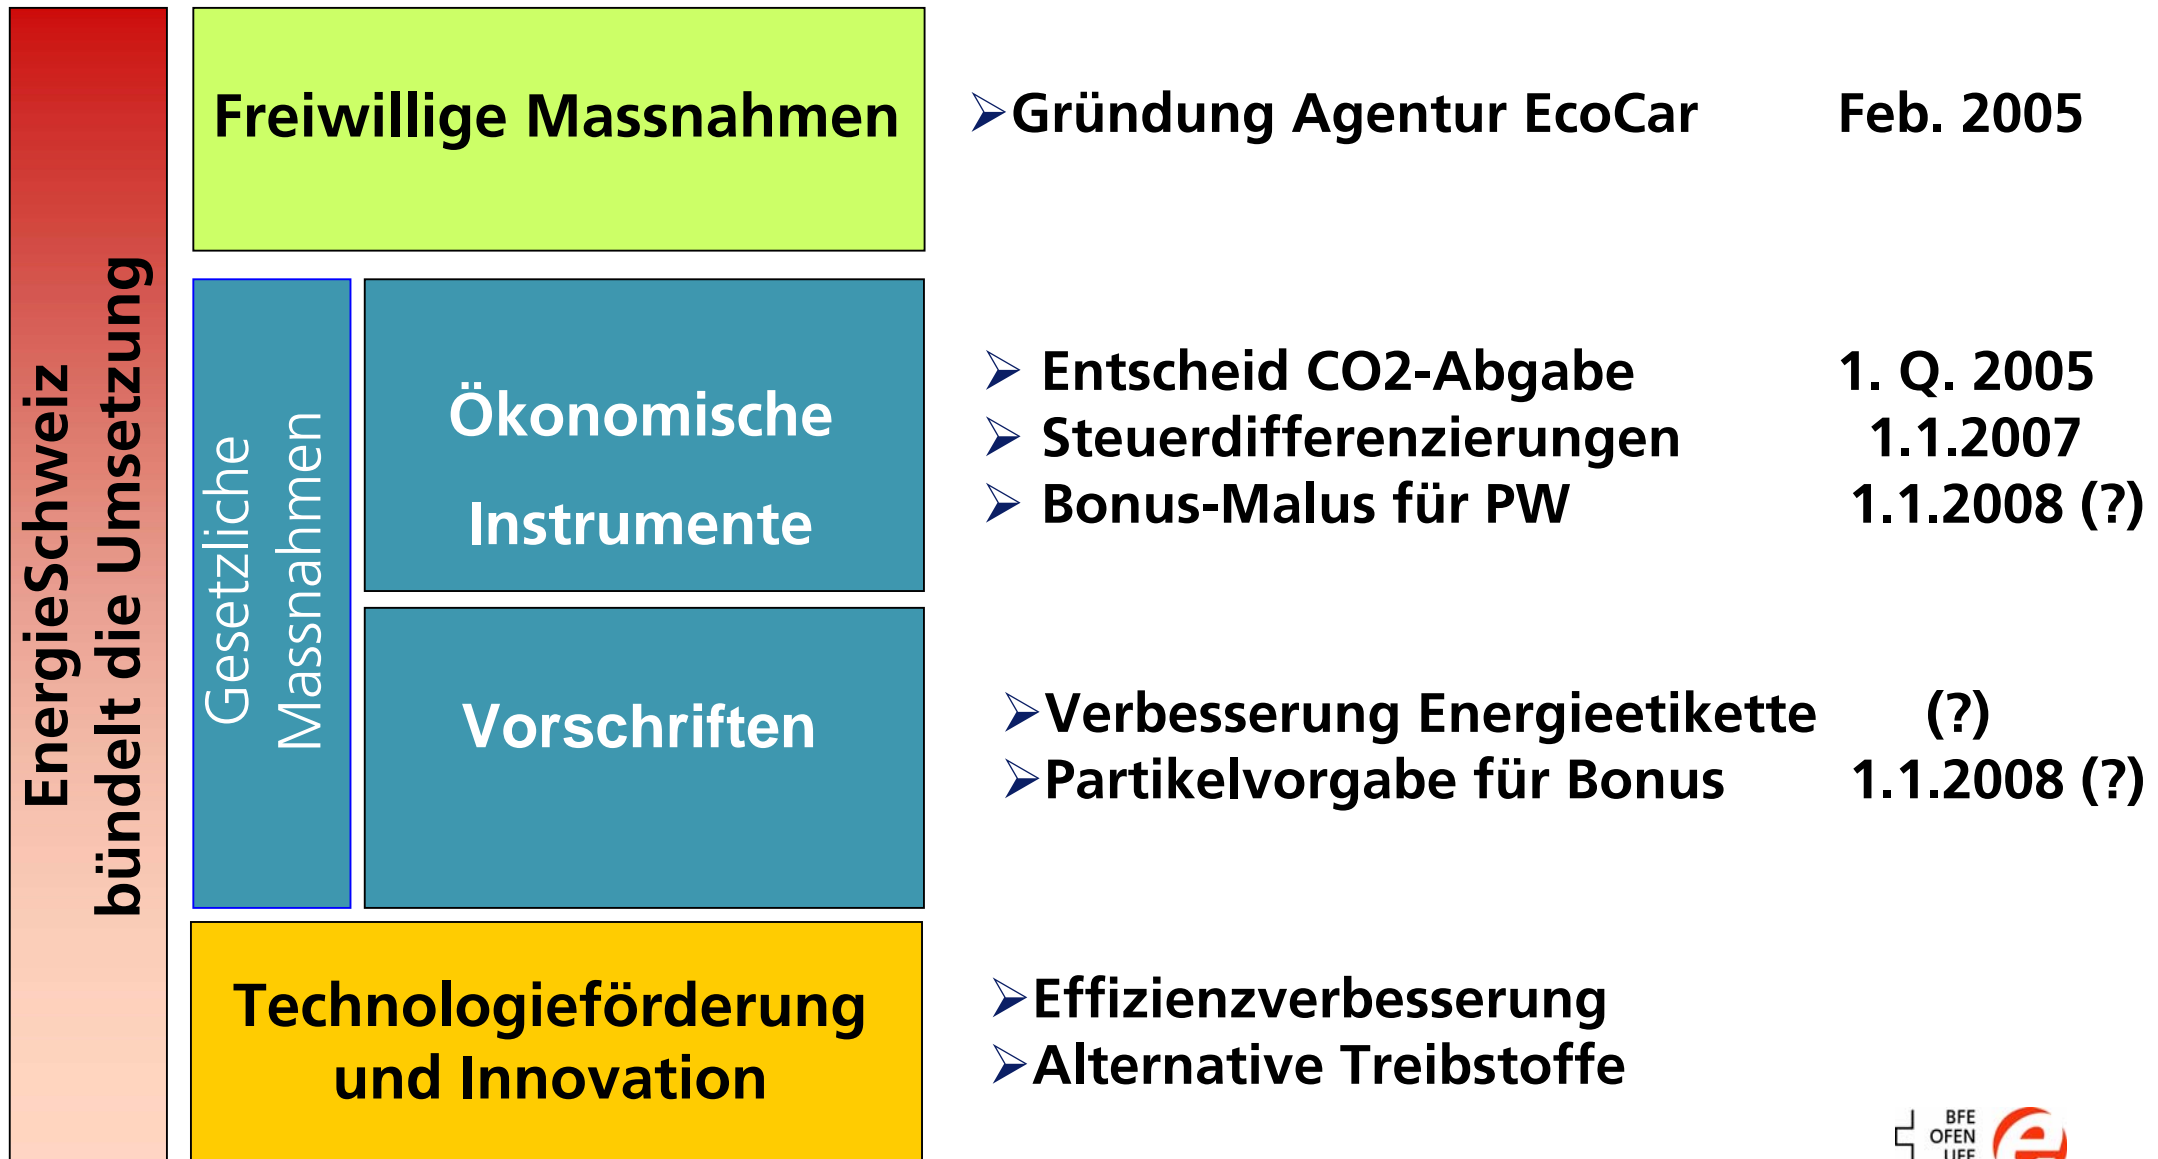 EnergieSchweiz
bündelt die Umsetzung
Freiwillige Massnahmen
➢Gründung Agentur EcoCar Feb. 2005
Gesetzliche
Massnahmen
Ökonomische
Instrumente
➢ Entscheid CO2-Abgabe 1. Q. 2005
➢ Steuerdifferenzierungen 1.1.2007
➢ Bonus-Malus für PW 1.1.2008 (?)
Vorschriften
➢Verbesserung Energieetikette (?)
➢Partikelvorgabe für Bonus 1.1.2008 (?)
Technologieförderung
und Innovation
➢Effizienzverbesserung
➢Alternative Treibstoffe
BFE
OFEN